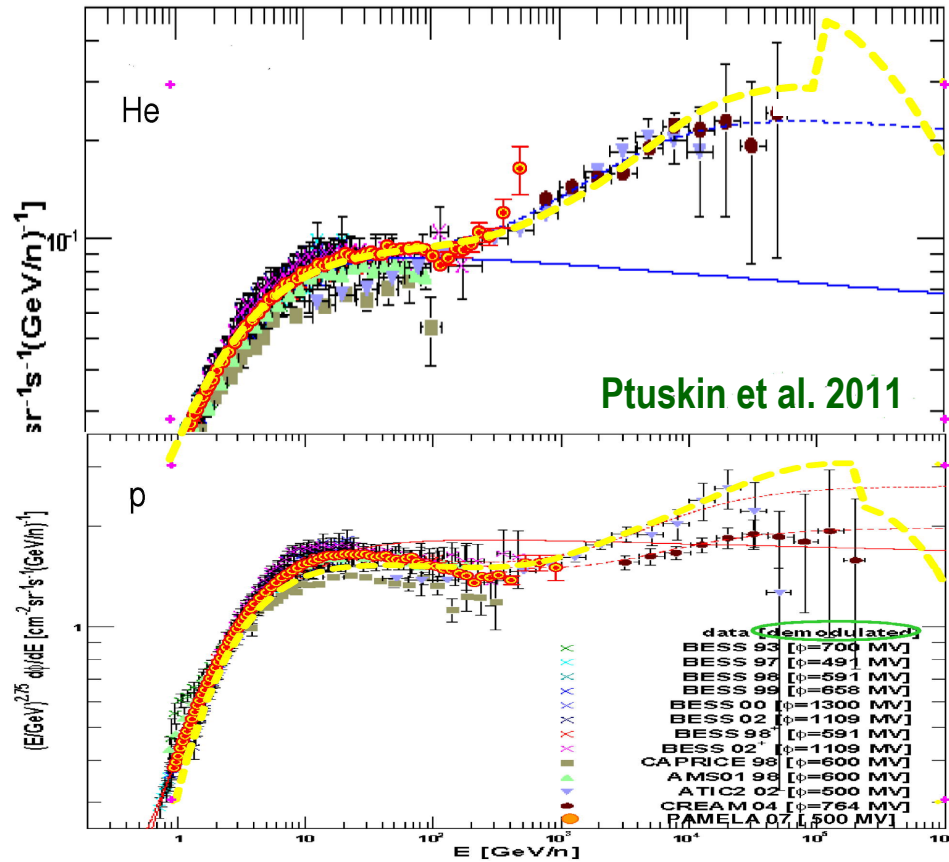 He
10⁻¹
sr⁻¹s⁻¹(GeV/n)⁻¹]
Ptuskin et al. 2011
p
1
(E/GeV)²·⁷⁵ dϕ/dE [cm⁻²sr⁻¹s⁻¹(GeV/n)⁻¹]
data [demodulated]
BESS 93 [ϕ=700 MV]
BESS 97 [ϕ=491 MV]
BESS 98 [ϕ=591 MV]
BESS 99 [ϕ=658 MV]
BESS 00 [ϕ=1300 MV]
BESS 02 [ϕ=1109 MV]
BESS 98⁺ [ϕ=591 MV]
BESS 02⁺ [ϕ=1109 MV]
CAPRICE 98 [ϕ=600 MV]
AMS01 98 [ϕ=600 MV]
ATIC2 02 [ϕ=500 MV]
CREAM 04 [ϕ=764 MV]
PAMELA 07 [ 500 MV]
1 10 10² 10³ 10⁴ 10⁵
E [GeV/n]